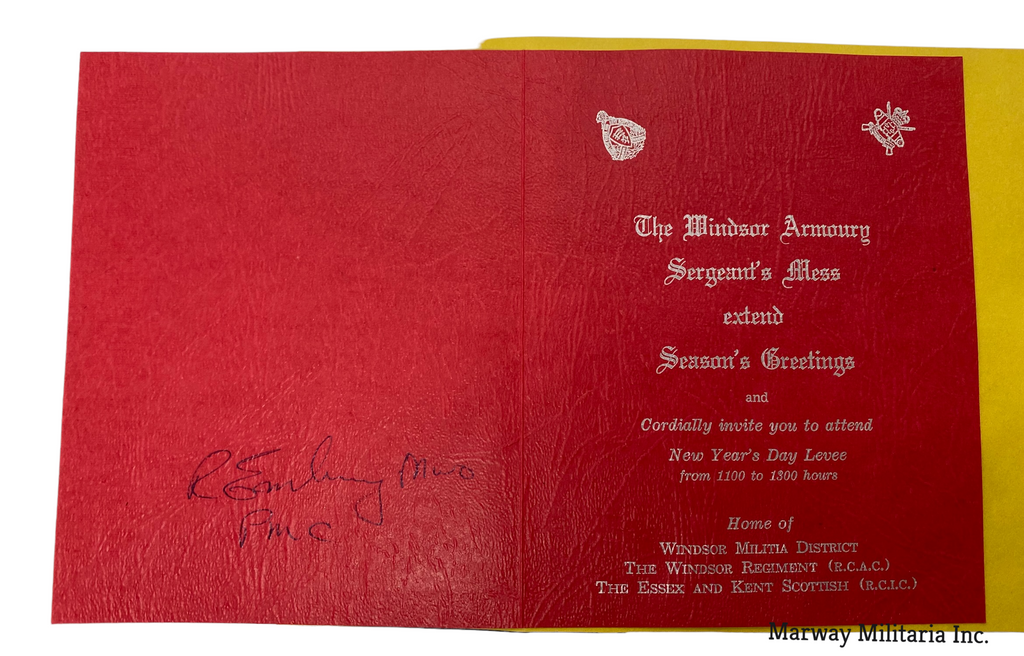 The Windsor Armoury
Sergeant's Mess
extend
Season's Greetings
and
Cordially invite you to attend
New Year's Day Levee
from 1100 to 1300 hours
Home of
WINDSOR MILITIA DISTRICT
THE WINDSOR REGIMENT (R.C.A.C.)
THE ESSEX AND KENT SCOTTISH (R.C.I.C.)
R MWO
PMC
Marway Militaria Inc.